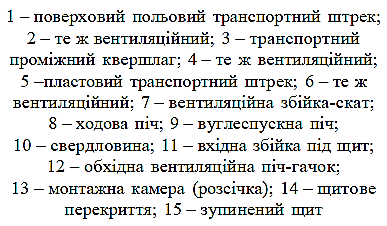 1 – поверховий польовий транспортний штрек;
2 – те ж вентиляційний; 3 – транспортний
проміжний квершлаг; 4 – те ж вентиляційний;
5 –пластовий транспортний штрек; 6 – те ж
вентиляційний; 7 – вентиляційна збійка-скат;
8 – ходова піч; 9 – вуглеспускна піч;
10 – свердловина; 11 – вхідна збійка під щит;
12 – обхідна вентиляційна піч-гачок;
13 – монтажна камера (розсічка); 14 – щитове
перекриття; 15 – зупинений щит